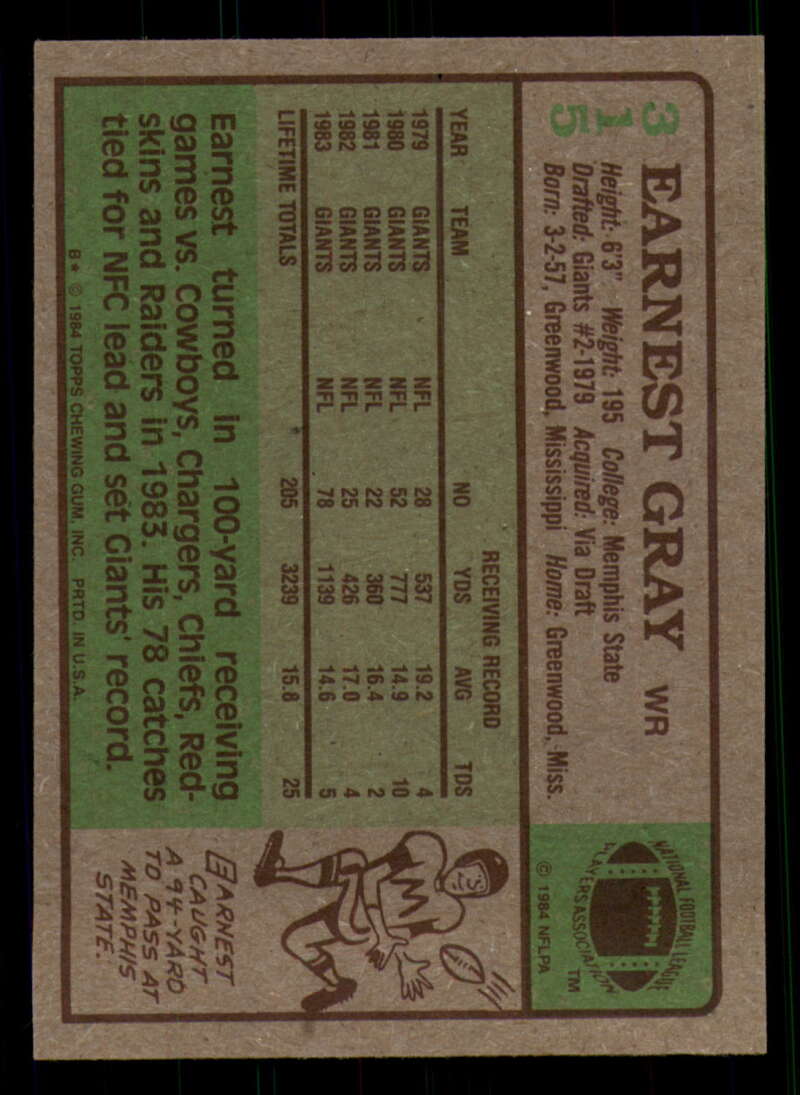 315
EARNEST GRAY WR
Height: 6'3" Weight: 195 College: Memphis State
Drafted: Giants #2-1979 Acquired: Via Draft
Born: 3-2-57, Greenwood, Mississippi Home: Greenwood, Miss.
NATIONAL FOOTBALL LEAGUE
PLAYERS ASSOCIATION
TM
© 1984 NFLPA
RECEIVING RECORD
YEAR TEAM NO YDS AVG TDS
1979 GIANTS NFL 28 537 19.2 4
1980 GIANTS NFL 52 777 14.9 10
1981 GIANTS NFL 22 360 16.4 2
1982 GIANTS NFL 25 426 17.0 4
1983 GIANTS NFL 78 1139 14.6 5
LIFETIME TOTALS 205 3239 15.8 25
Earnest turned in 100-yard receiving
games vs. Cowboys, Chargers, Chiefs, Red-
skins and Raiders in 1983. His 78 catches
tied for NFC lead and set Giants' record.
EARNEST
CAUGHT
A 94-YARD
TD PASS AT
MEMPHIS
STATE.
B* © 1984 TOPPS CHEWING GUM, INC. PRTD. IN U.S.A.